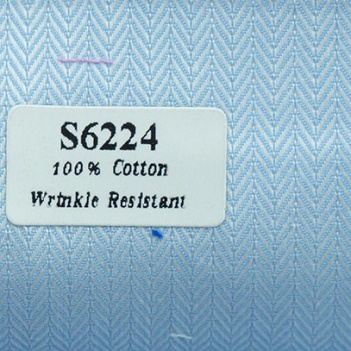 S6224
100% Cotton
Wrinkle Resistant